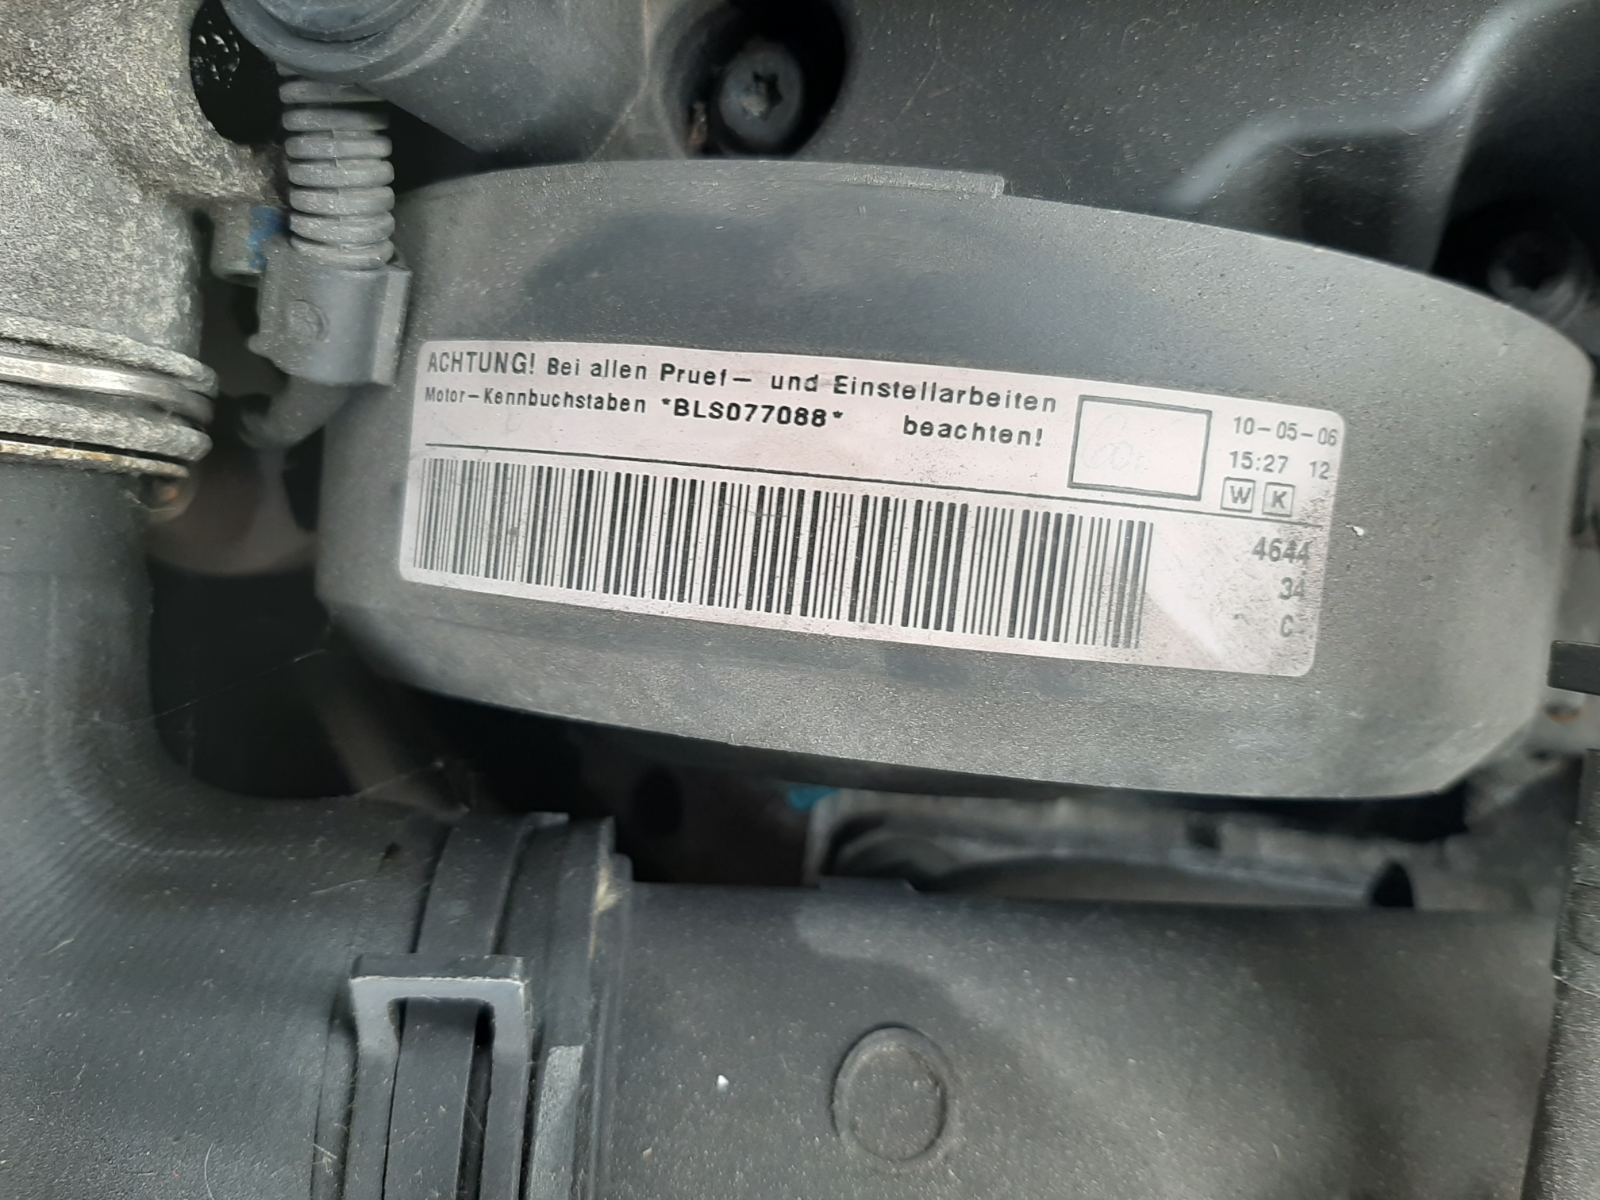 ACHTUNG! Bei allen Pruef- und Einstellarbeiten
Motor-Kennbuchstaben *BLS077088* beachten!
10-05-06
15:27 12
W K
4644
34
C